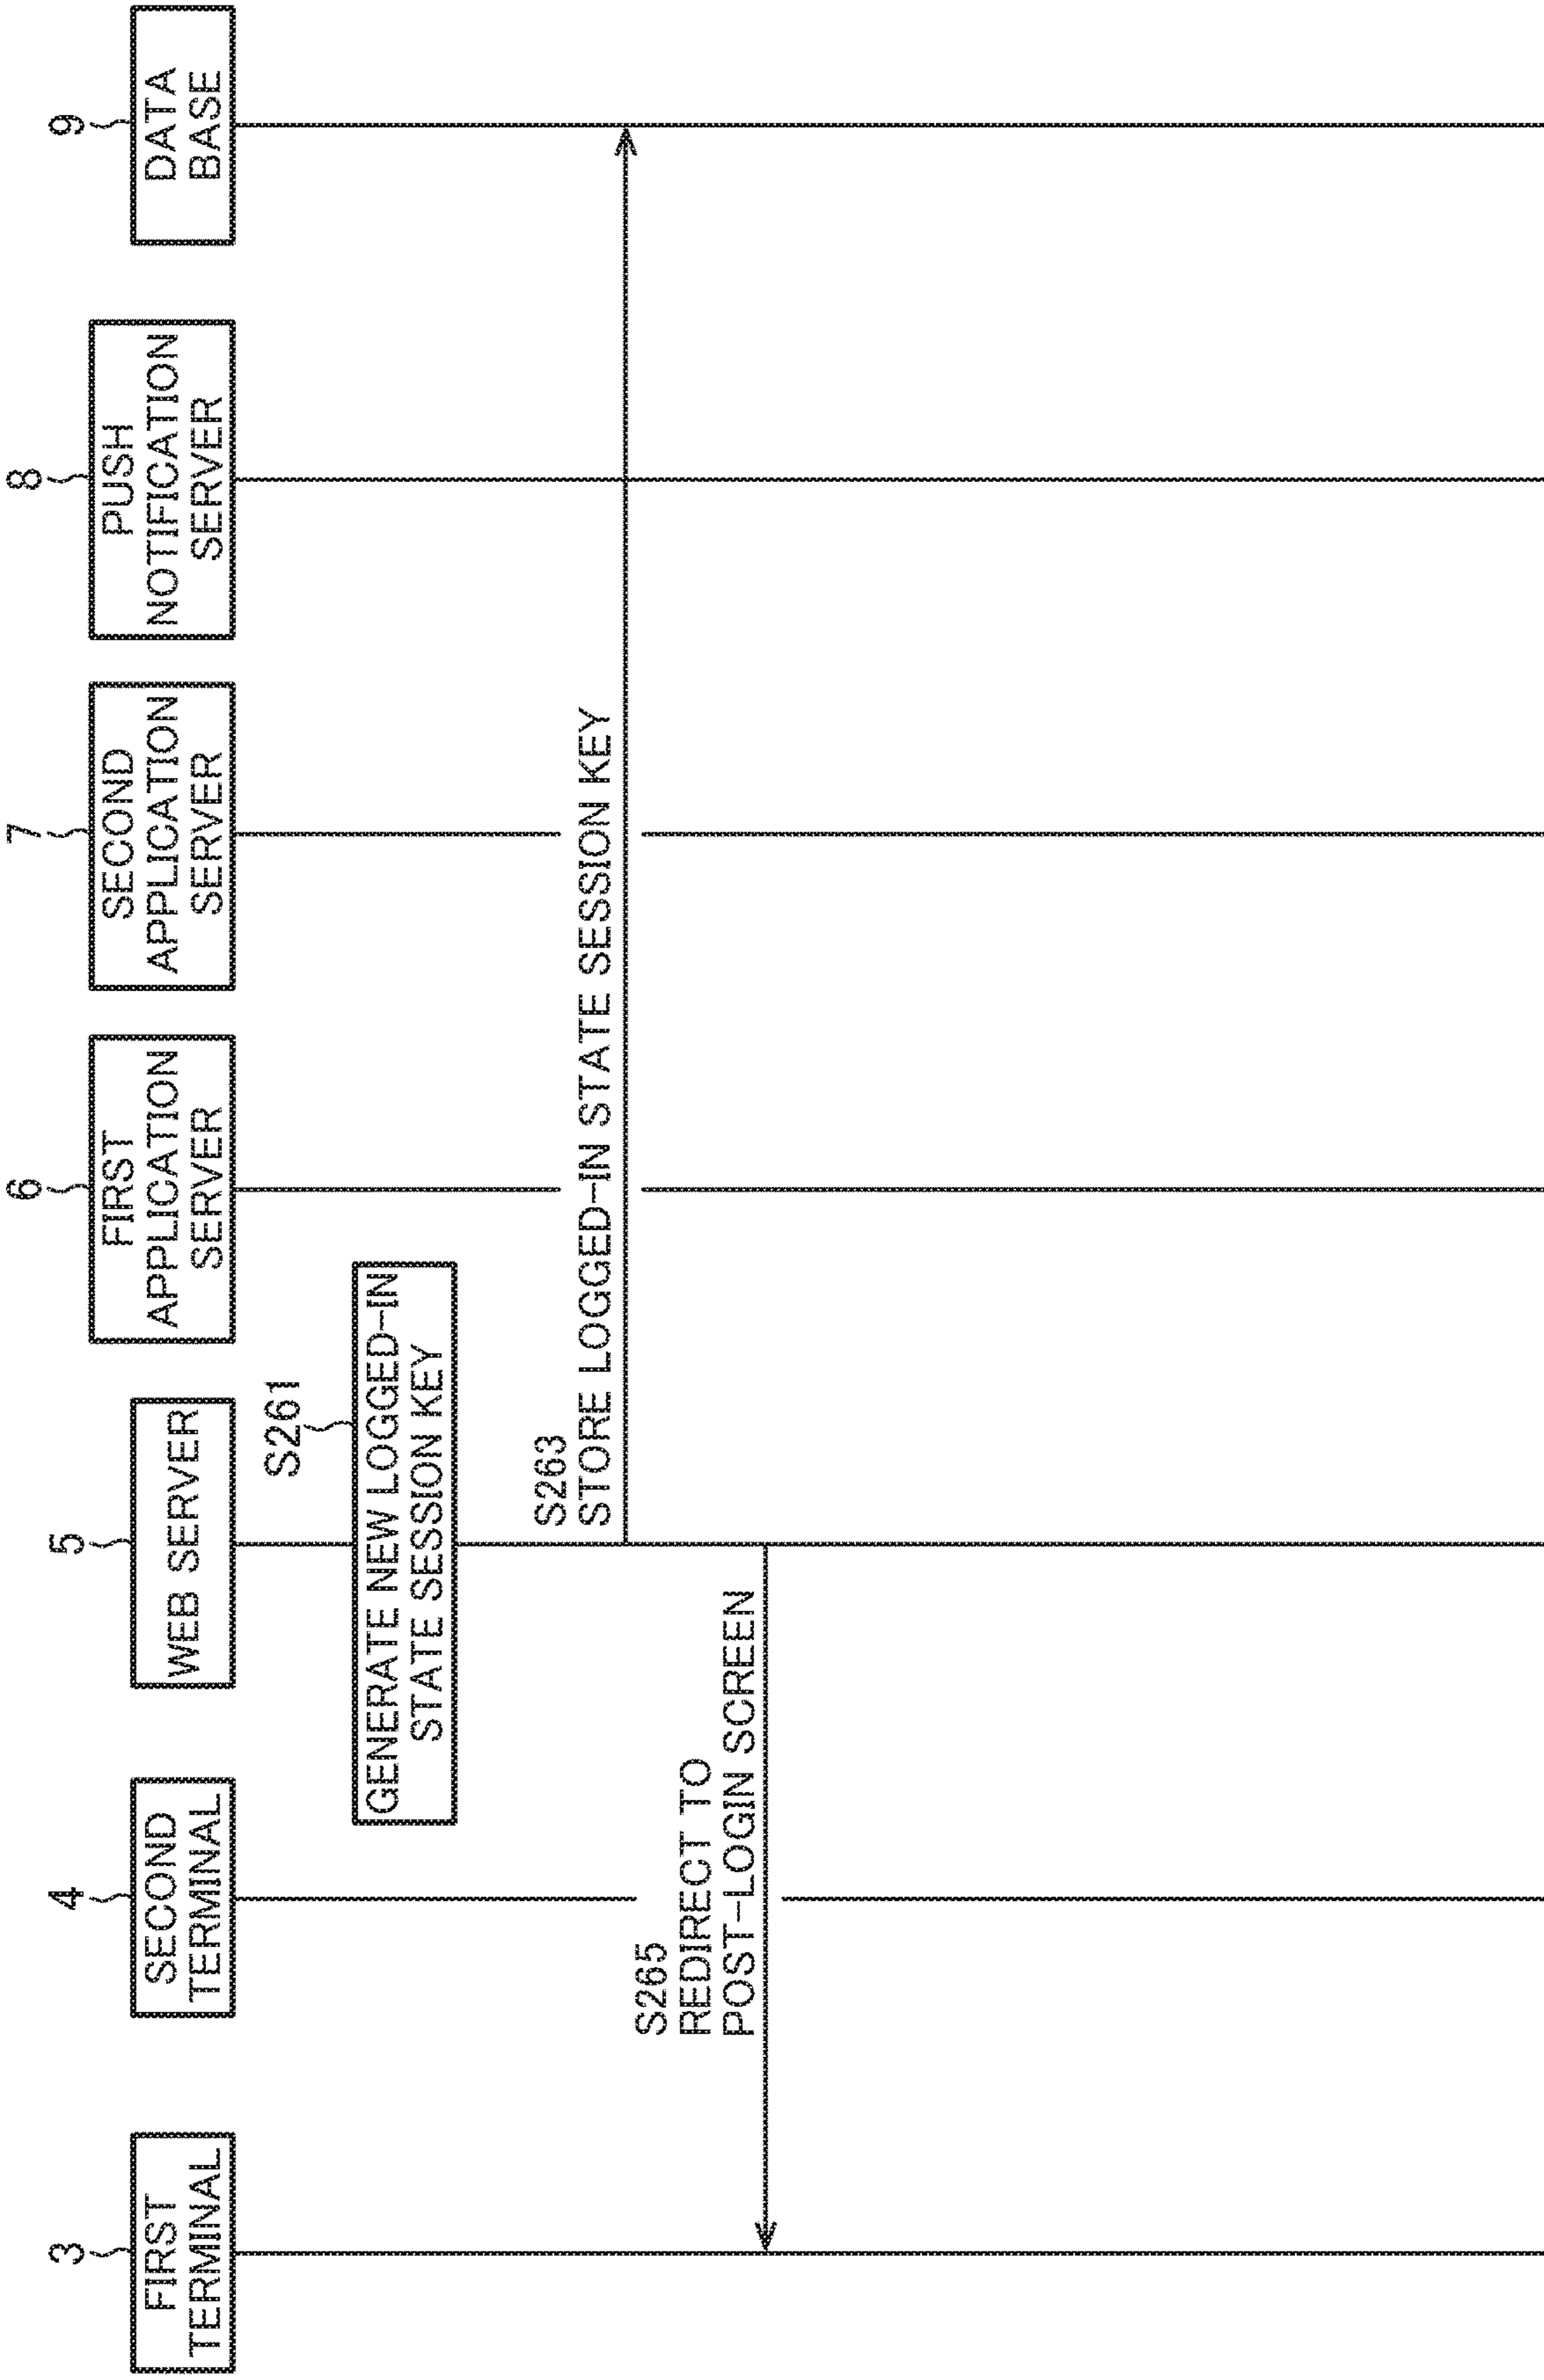 3
FIRST
TERMINAL
4
SECOND
TERMINAL
5
WEB SERVER
6
FIRST
APPLICATION
SERVER
7
SECOND
APPLICATION
SERVER
8
PUSH
NOTIFICATION
SERVER
9
DATA
BASE
S261
GENERATE NEW LOGGED-IN
STATE SESSION KEY
S263
STORE LOGGED-IN STATE SESSION KEY
S265
REDIRECT TO
POST-LOGIN SCREEN